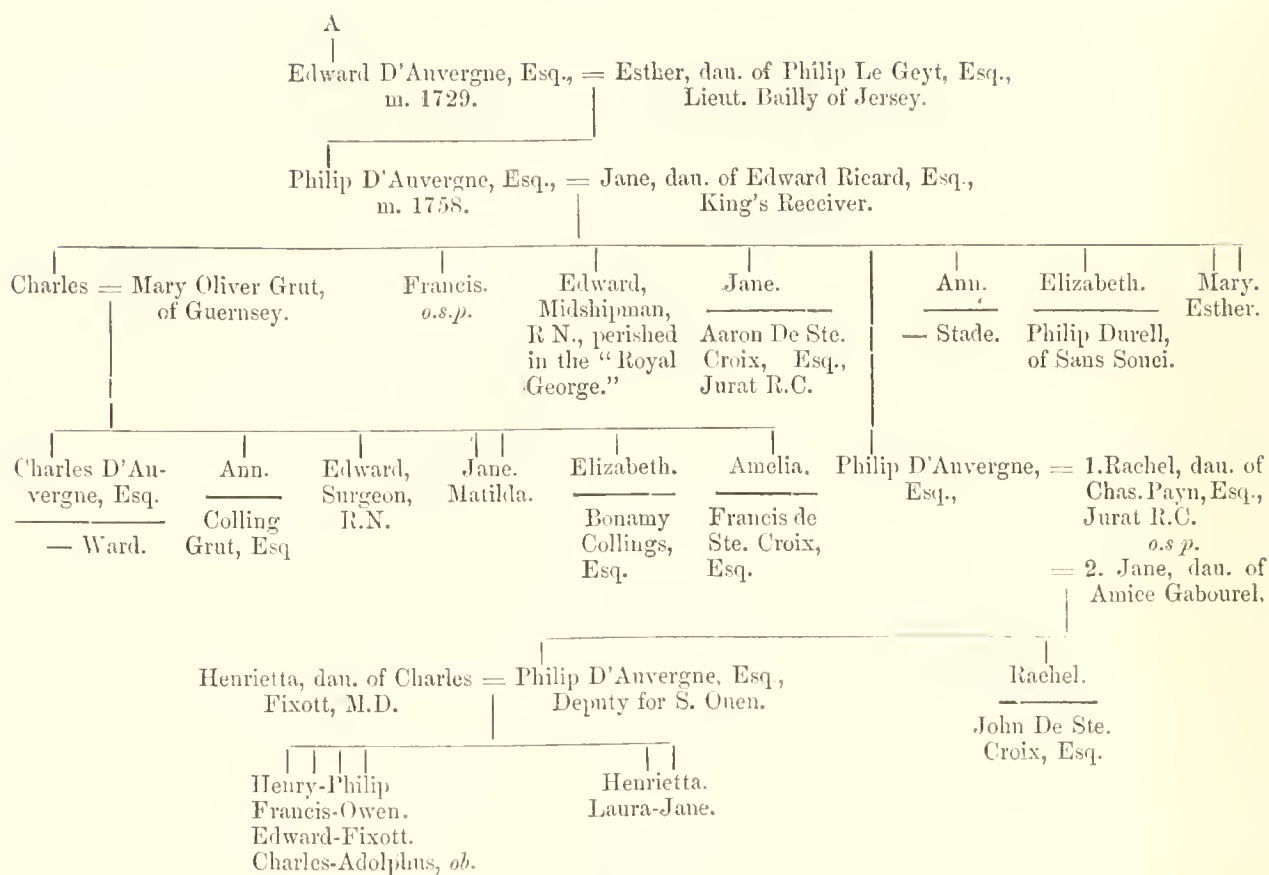 A
Edward D'Auvergne, Esq., = Esther, dau. of Philip Le Geyt, Esq.,
m. 1729. Lieut. Bailly of Jersey.
Philip D'Auvergne, Esq., = Jane, dau. of Edward Ricard, Esq.,
m. 1758. King's Receiver.
Charles = Mary Oliver Grut,
of Guernsey.
Francis.
o.s.p.
Edward,
Midshipman,
R N., perished
in the "Royal
George."
Jane.
Aaron De Ste.
Croix, Esq.,
Jurat R.C.
Ann.
— Stade.
Elizabeth.
Philip Durell,
of Sans Souci.
Mary.
Esther.
Charles D'Au-
vergne, Esq.
— Ward.
Ann.
Colling
Grut, Esq
Edward,
Surgeon,
R.N.
Jane.
Matilda.
Elizabeth.
Bonamy
Collings,
Esq.
Amelia.
Francis de
Ste. Croix,
Esq.
Philip D'Auvergne, = 1.Rachel, dau. of
Esq., Chas. Payn, Esq.,
Jurat R.C.
o.s p.
= 2. Jane, dau. of
Amice Gabourel.
Henrietta, dau. of Charles = Philip D'Auvergne, Esq.,
Fixott, M.D. Deputy for S. Ouen.
Rachel.
John De Ste.
Croix, Esq.
Henry-Philip
Francis-Owen.
Edward-Fixott.
Charles-Adolphus, ob.
Henrietta.
Laura-Jane.